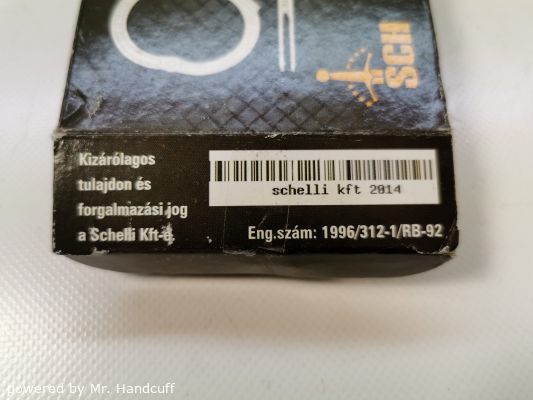 SCH
Kizárólagos
tulajdon és
forgalmazási jog
a Schelli Kft-é.
schelli kft 2014
Eng.szám: 1996/312-1/RB-92
powered by Mr. Handcuff